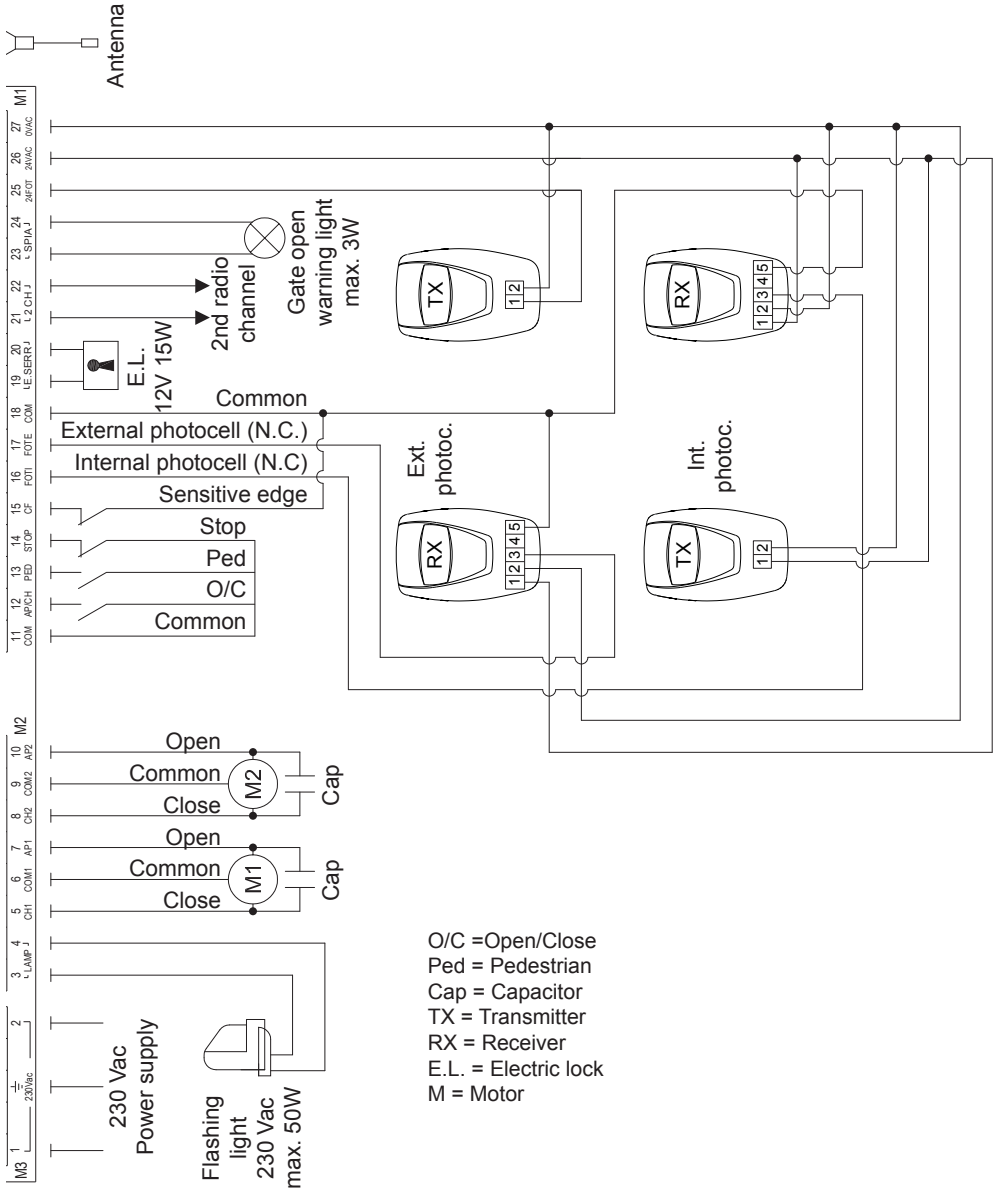 Antenna
M1
27 0VAC
26 24VAC
25 24FOT
24
SPIA
23
22
2 CH
21
20
E.SERR
19
18 COM
17 FOTE
16 FOTI
15 CF
14 STOP
13 PED
12 AP/CH
11 COM
M2
10 AP2
9 COM2
8 CH2
7 AP1
6 COM1
5 CH1
4
LAMP
3
2
230Vac
1
M3
Gate open
warning light
max. 3W
2nd radio
channel
E.L.
12V 15W
Common
External photocell (N.C.)
Internal photocell (N.C)
Sensitive edge
Stop
Ped
O/C
Common
TX
1 2
RX
1 2 3 4 5
Ext.
photoc.
RX
1 2 3 4 5
Int.
photoc.
TX
1 2
Open
Common
Close
M2
Cap
Open
Common
Close
M1
Cap
230 Vac
Power supply
Flashing
light
230 Vac
max. 50W
O/C =Open/Close
Ped = Pedestrian
Cap = Capacitor
TX = Transmitter
RX = Receiver
E.L. = Electric lock
M = Motor